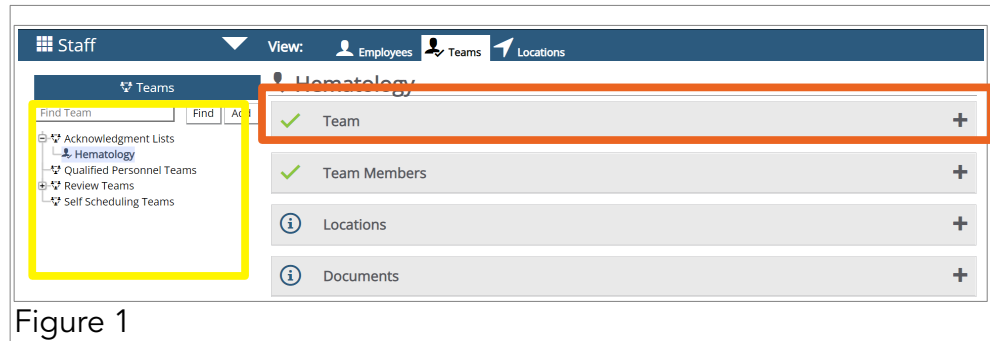 Staff View: Employees Teams Locations
Teams
Hematology
Find Team Find Add
Team
Acknowledgment Lists
Hematology
Qualified Personnel Teams
Review Teams
Self Scheduling Teams
Team Members
Locations
Documents
Figure 1